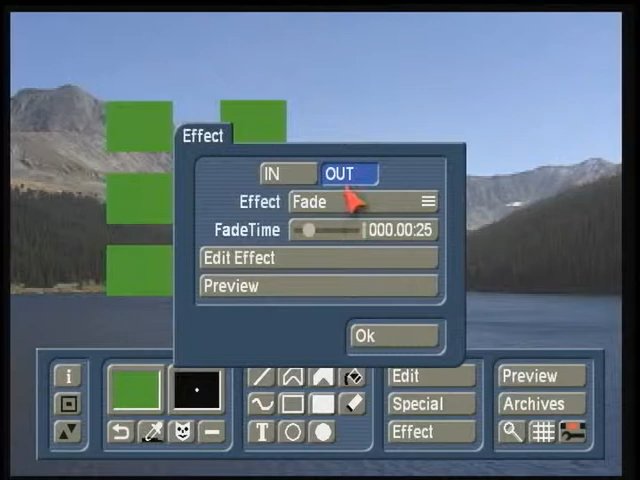 Effect
IN OUT
Effect Fade
FadeTime 000.00:25
Edit Effect
Preview
Ok
i Edit Preview
Special Archives
T Effect